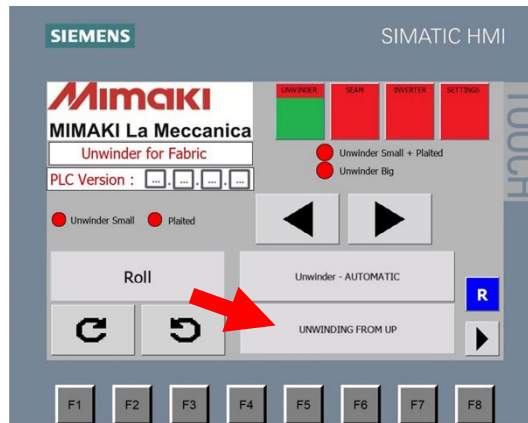 SIEMENS
SIMATIC HMI
TOUCH
Mimaki
MIMAKI La Meccanica
Unwinder for Fabric
PLC Version : ... . ... . ... . ...
UNWINDER SEAM INVERTER SETTINGS
Unwinder Small + Plaited
Unwinder Big
Unwinder Small Plaited
Roll
Unwinder - AUTOMATIC
R
UNWINDING FROM UP
F1 F2 F3 F4 F5 F6 F7 F8